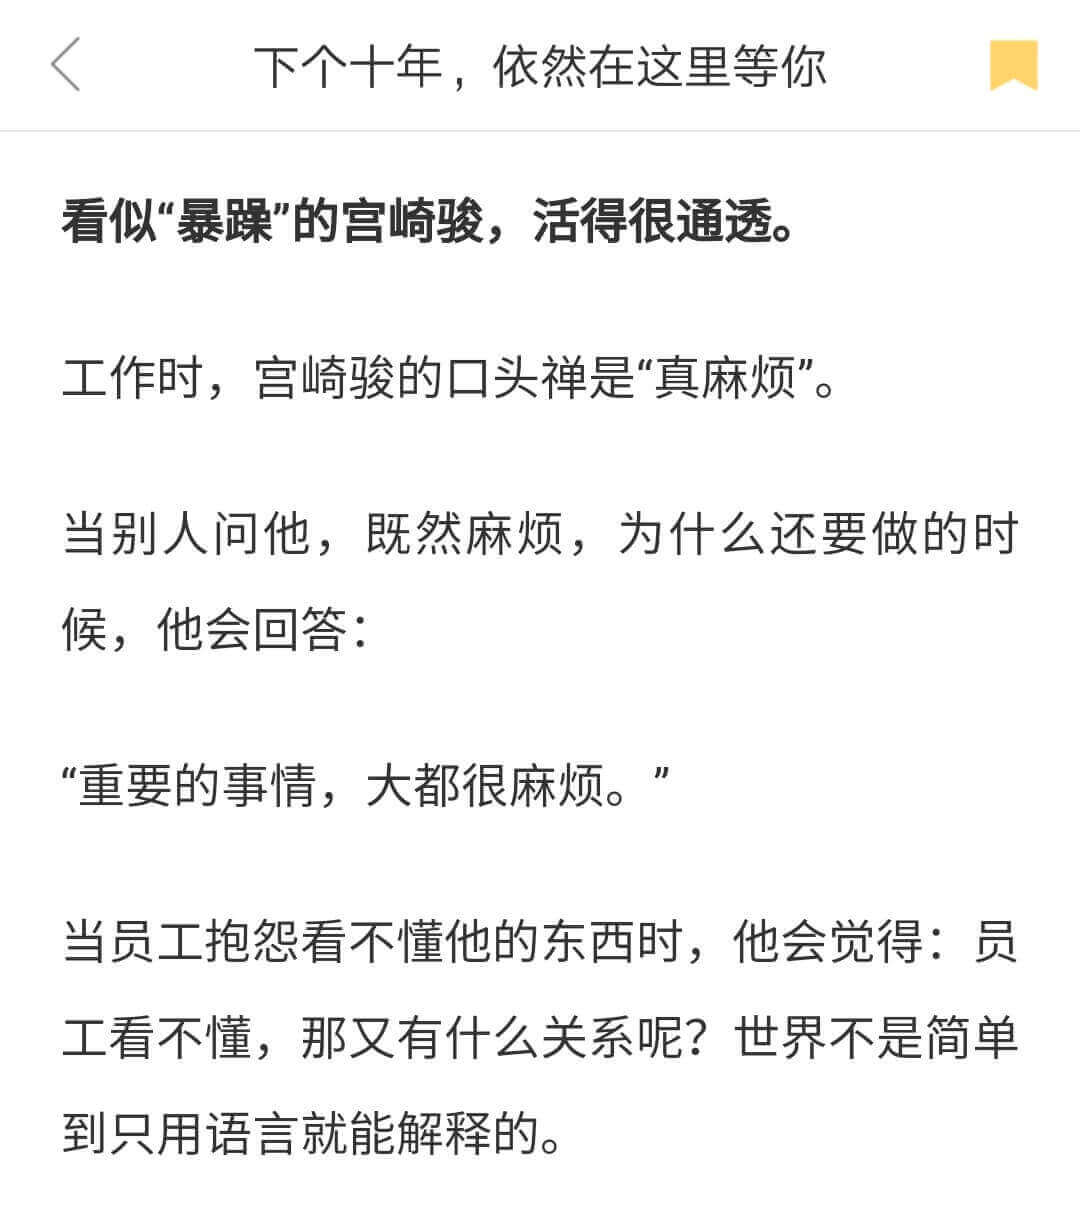 下个十年，依然在这里等你
看似“暴躁”的宫崎骏，活得很通透。
工作时，宫崎骏的口头禅是“真麻烦”。
当别人问他，既然麻烦，为什么还要做的时
候，他会回答：
“重要的事情，大都很麻烦。”
当员工抱怨看不懂他的东西时，他会觉得：员
工看不懂，那又有什么关系呢？世界不是简单
到只用语言就能解释的。